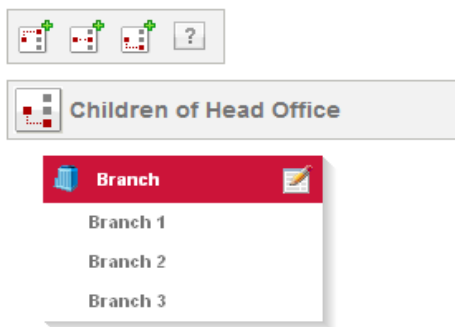 ?
Children of Head Office
Branch
Branch 1
Branch 2
Branch 3